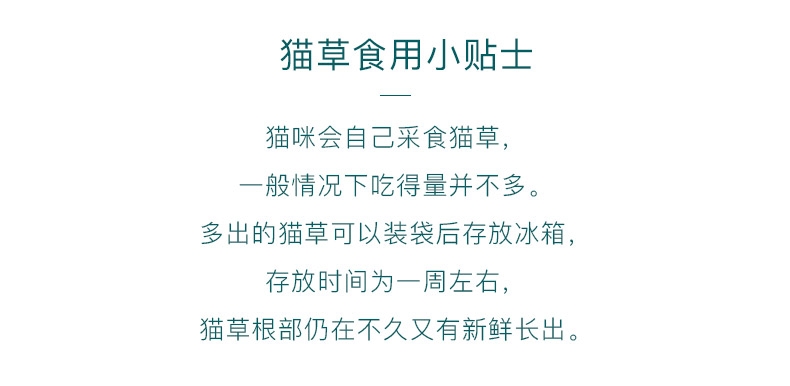 猫草食用小贴士
猫咪会自己采食猫草，
一般情况下吃得量并不多。
多出的猫草可以装袋后存放冰箱，
存放时间为一周左右，
猫草根部仍在不久又有新鲜长出。